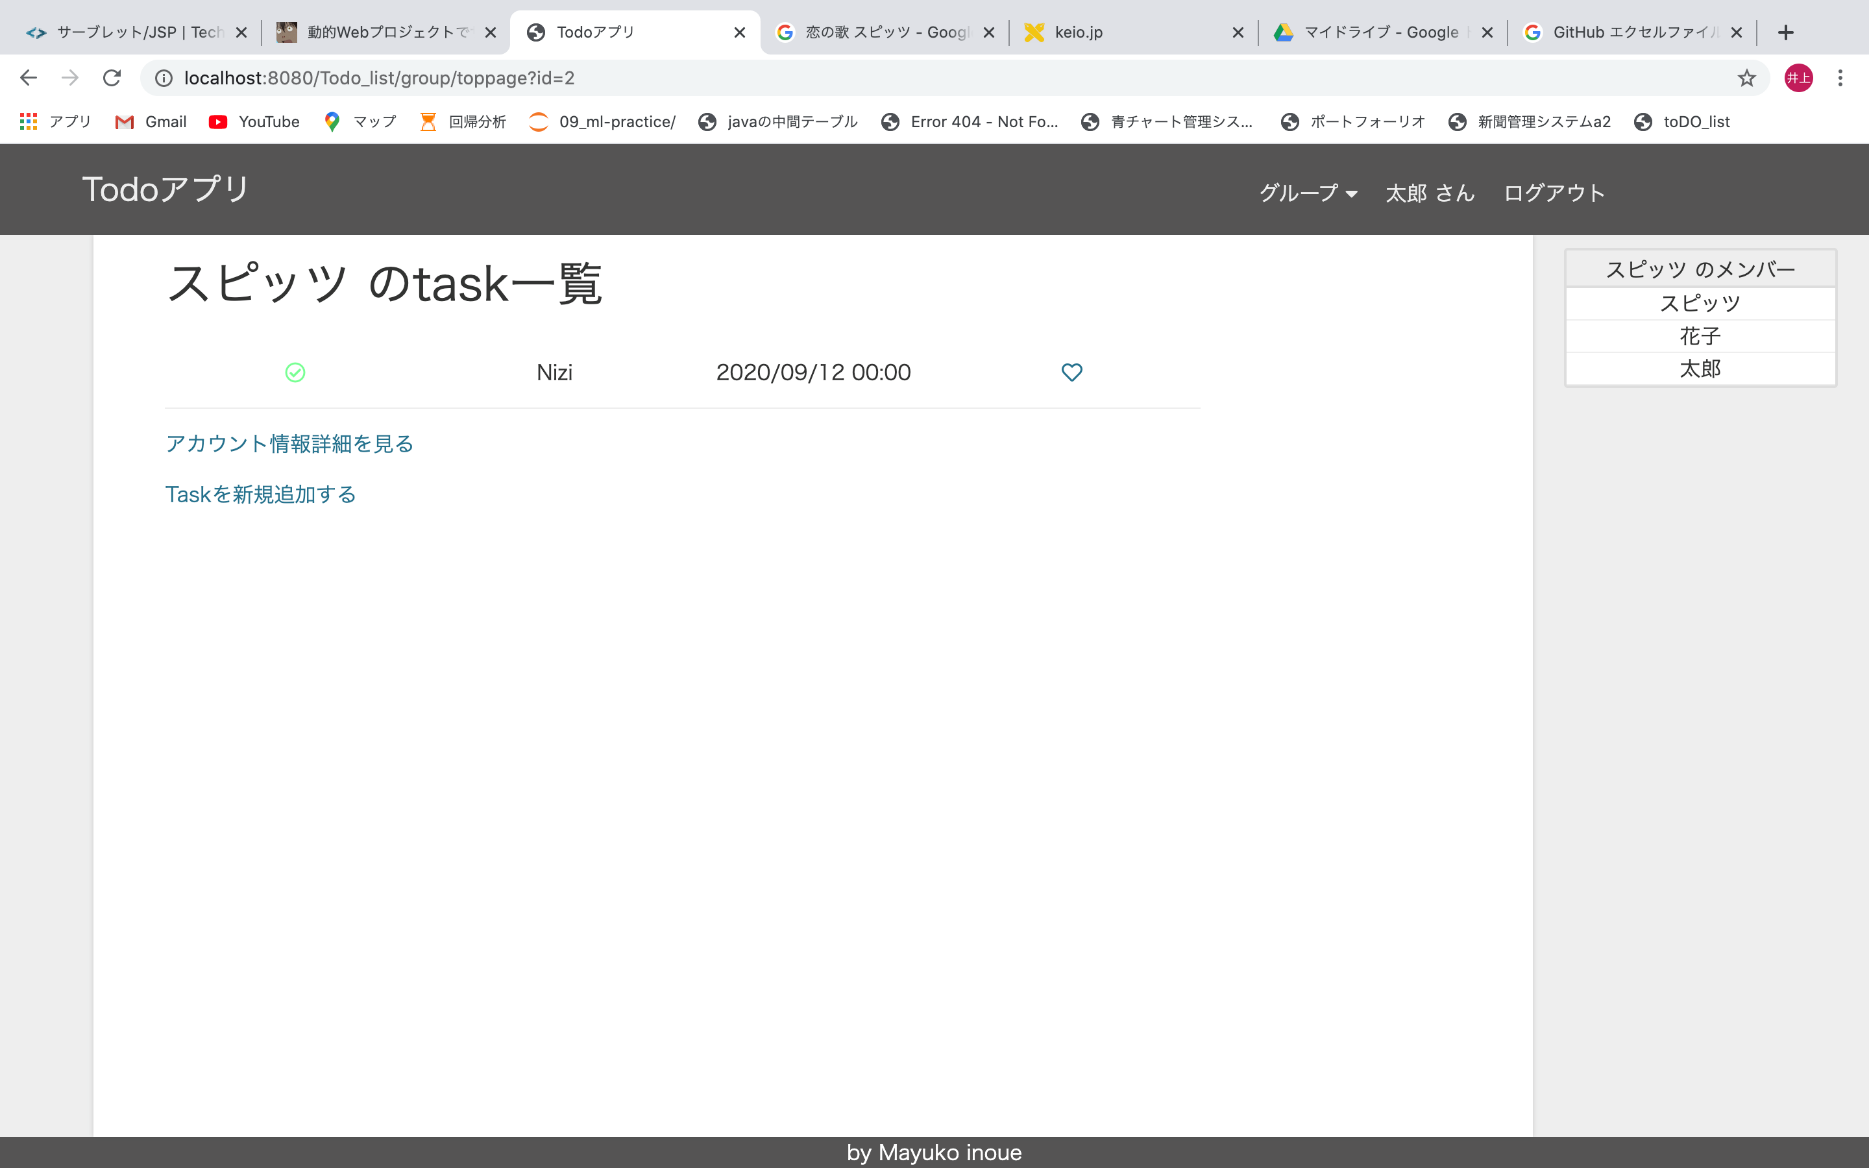 サーブレット/JSP | Tech
動的Webプロジェクトで
Todoアプリ
恋の歌 スピッツ - Googl
keio.jp
マイドライブ - Google
GitHub エクセルファイル
localhost:8080/Todo_list/group/toppage?id=2
井上
アプリ
Gmail
YouTube
マップ
回帰分析
09_ml-practice/
javaの中間テーブル
Error 404 - Not Fo...
青チャート管理シス...
ポートフォーリオ
新聞管理システムa2
toDO_list
Todoアプリ
グループ
太郎 さん
ログアウト
スピッツ のtask一覧
Nizi 2020/09/12 00:00
アカウント情報詳細を見る
Taskを新規追加する
スピッツ のメンバー
スピッツ
花子
太郎
by Mayuko inoue